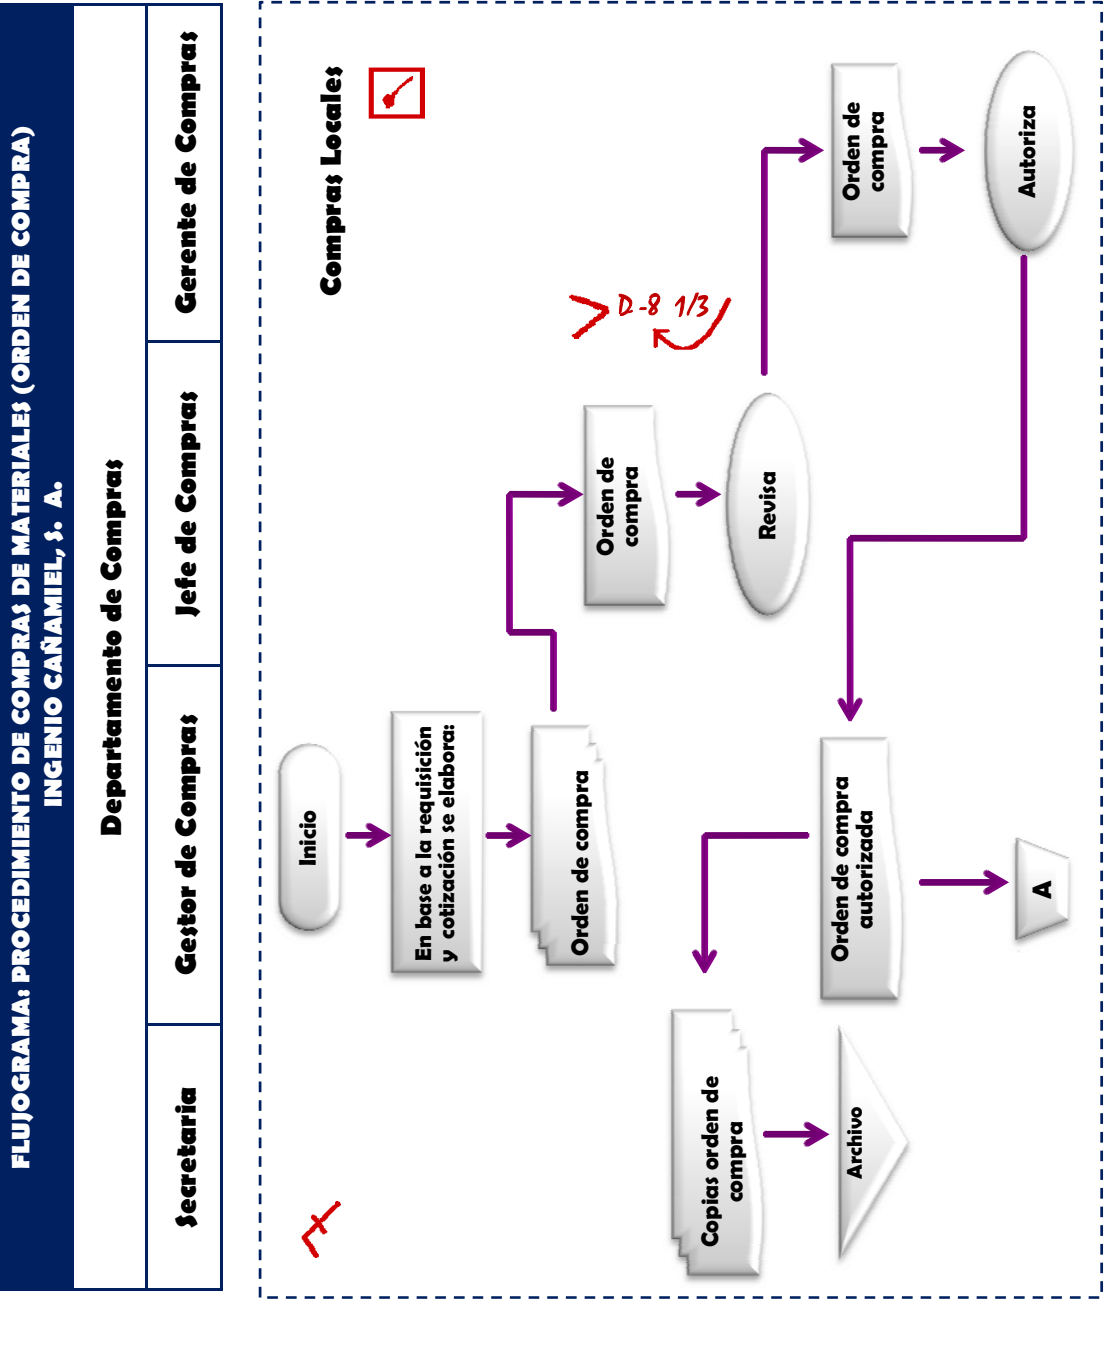 FLUJOGRAMA: PROCEDIMIENTO DE COMPRAS DE MATERIALES (ORDEN DE COMPRA)
INGENIO CAÑAMIEL, S. A.
Departamento de Compras
Secretaria
Gestor de Compras
Jefe de Compras
Gerente de Compras
Compras Locales
Inicio
En base a la requisición
y cotización se elabora:
Orden de compra
Orden de
compra
Revisa
D-8 1/3
Orden de
compra
Autoriza
Orden de compra
autorizada
A
Copias orden de
compra
Archivo